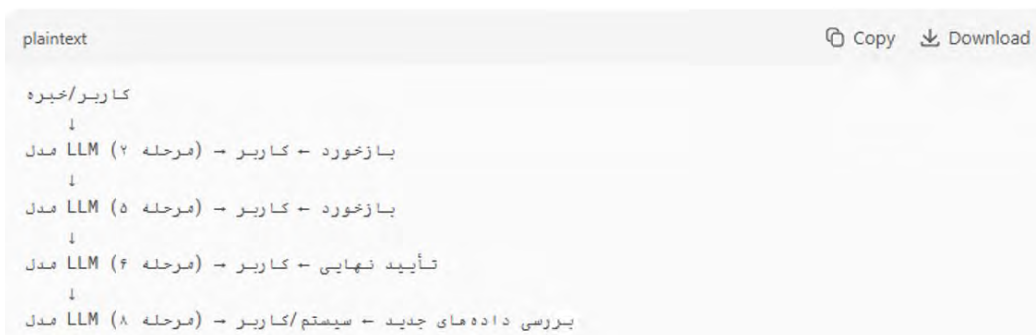 plaintext Copy Download
کاربر/خبره
↓
مدل LLM (مرحله ۲) → کاربر ← بازخورد
↓
مدل LLM (مرحله ۵) → کاربر ← بازخورد
↓
مدل LLM (مرحله ۶) → کاربر ← تأیید نهایی
↓
مدل LLM (مرحله ۸) → سیستم/کاربر ← بررسی داده‌های جدید